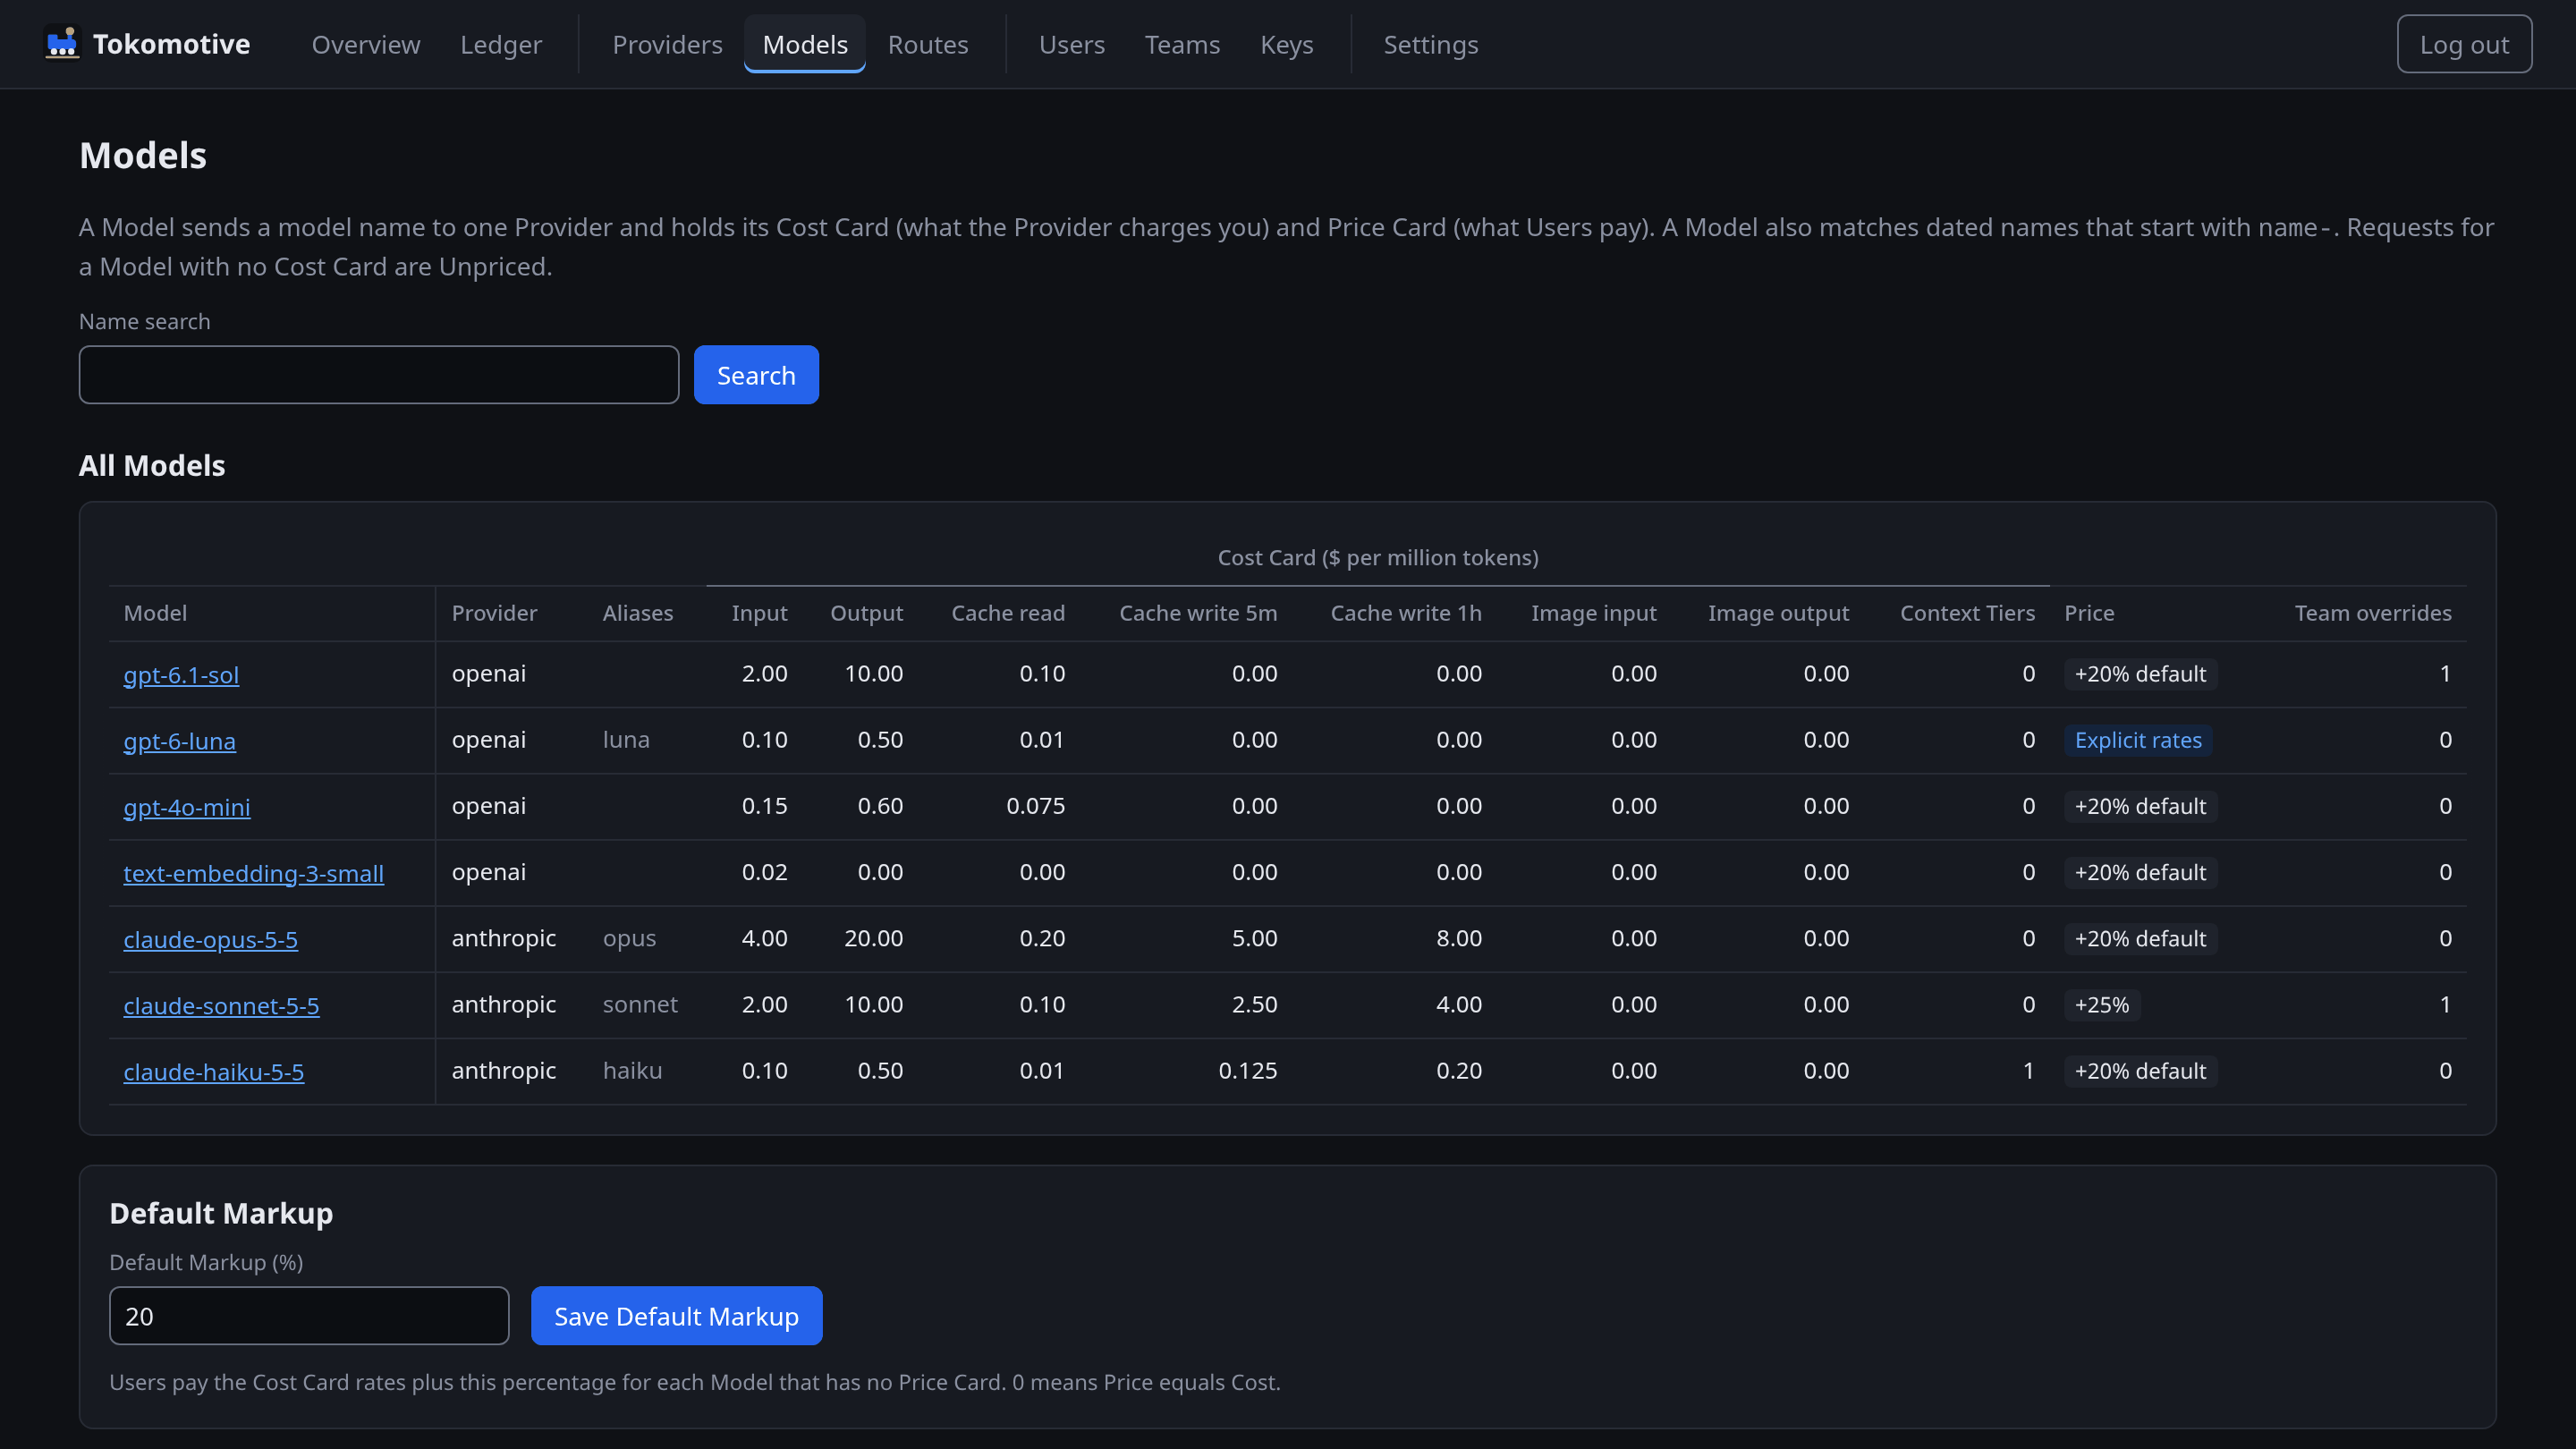 Tokomotive Overview Ledger Providers Models Routes Users Teams Keys Settings Log out
Models
A Model sends a model name to one Provider and holds its Cost Card (what the Provider charges you) and Price Card (what Users pay). A Model also matches dated names that start with name-. Requests for
a Model with no Cost Card are Unpriced.
Name search
Search
All Models
Cost Card ($ per million tokens)
Model Provider Aliases Input Output Cache read Cache write 5m Cache write 1h Image input Image output Context Tiers Price Team overrides
gpt-6.1-sol openai 2.00 10.00 0.10 0.00 0.00 0.00 0.00 0 +20% default 1
gpt-6-luna openai luna 0.10 0.50 0.01 0.00 0.00 0.00 0.00 0 Explicit rates 0
gpt-4o-mini openai 0.15 0.60 0.075 0.00 0.00 0.00 0.00 0 +20% default 0
text-embedding-3-small openai 0.02 0.00 0.00 0.00 0.00 0.00 0.00 0 +20% default 0
claude-opus-5-5 anthropic opus 4.00 20.00 0.20 5.00 8.00 0.00 0.00 0 +20% default 0
claude-sonnet-5-5 anthropic sonnet 2.00 10.00 0.10 2.50 4.00 0.00 0.00 0 +25% 1
claude-haiku-5-5 anthropic haiku 0.10 0.50 0.01 0.125 0.20 0.00 0.00 1 +20% default 0
Default Markup
Default Markup (%)
20 Save Default Markup
Users pay the Cost Card rates plus this percentage for each Model that has no Price Card. 0 means Price equals Cost.